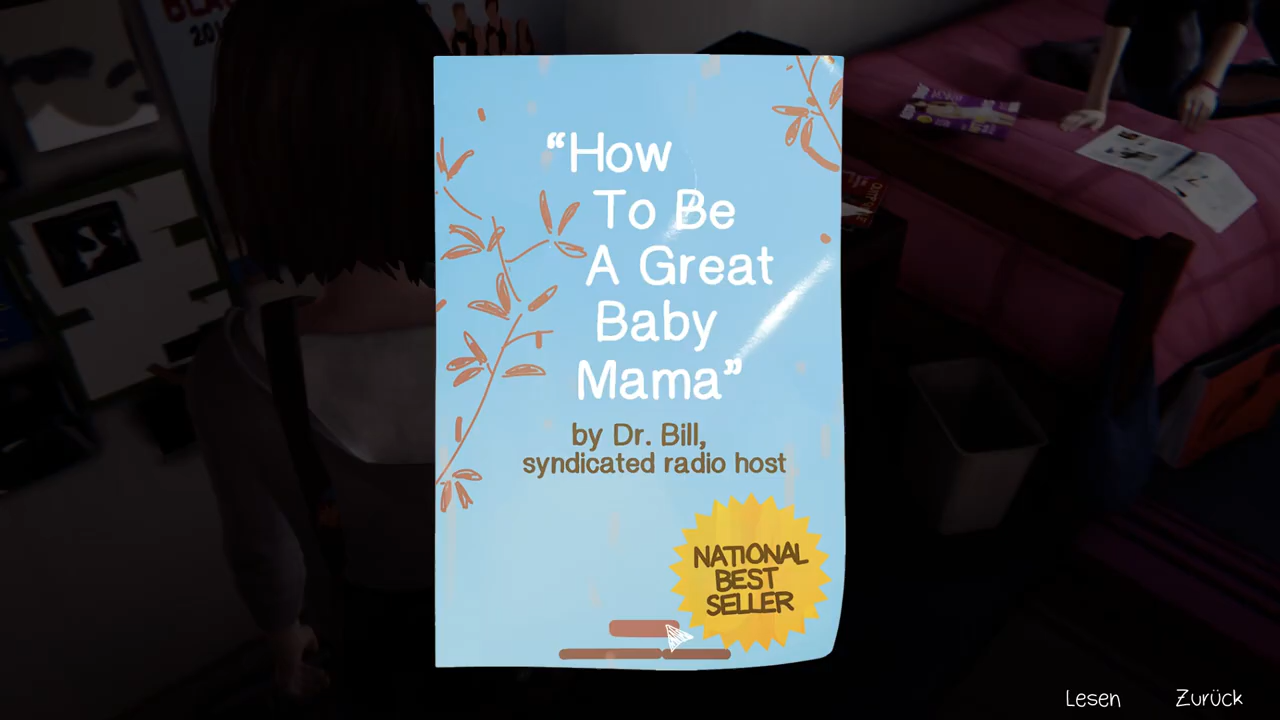 “How
To Be
A Great
Baby
Mama”
by Dr. Bill,
syndicated radio host
NATIONAL
BEST
SELLER
Lesen Zurück